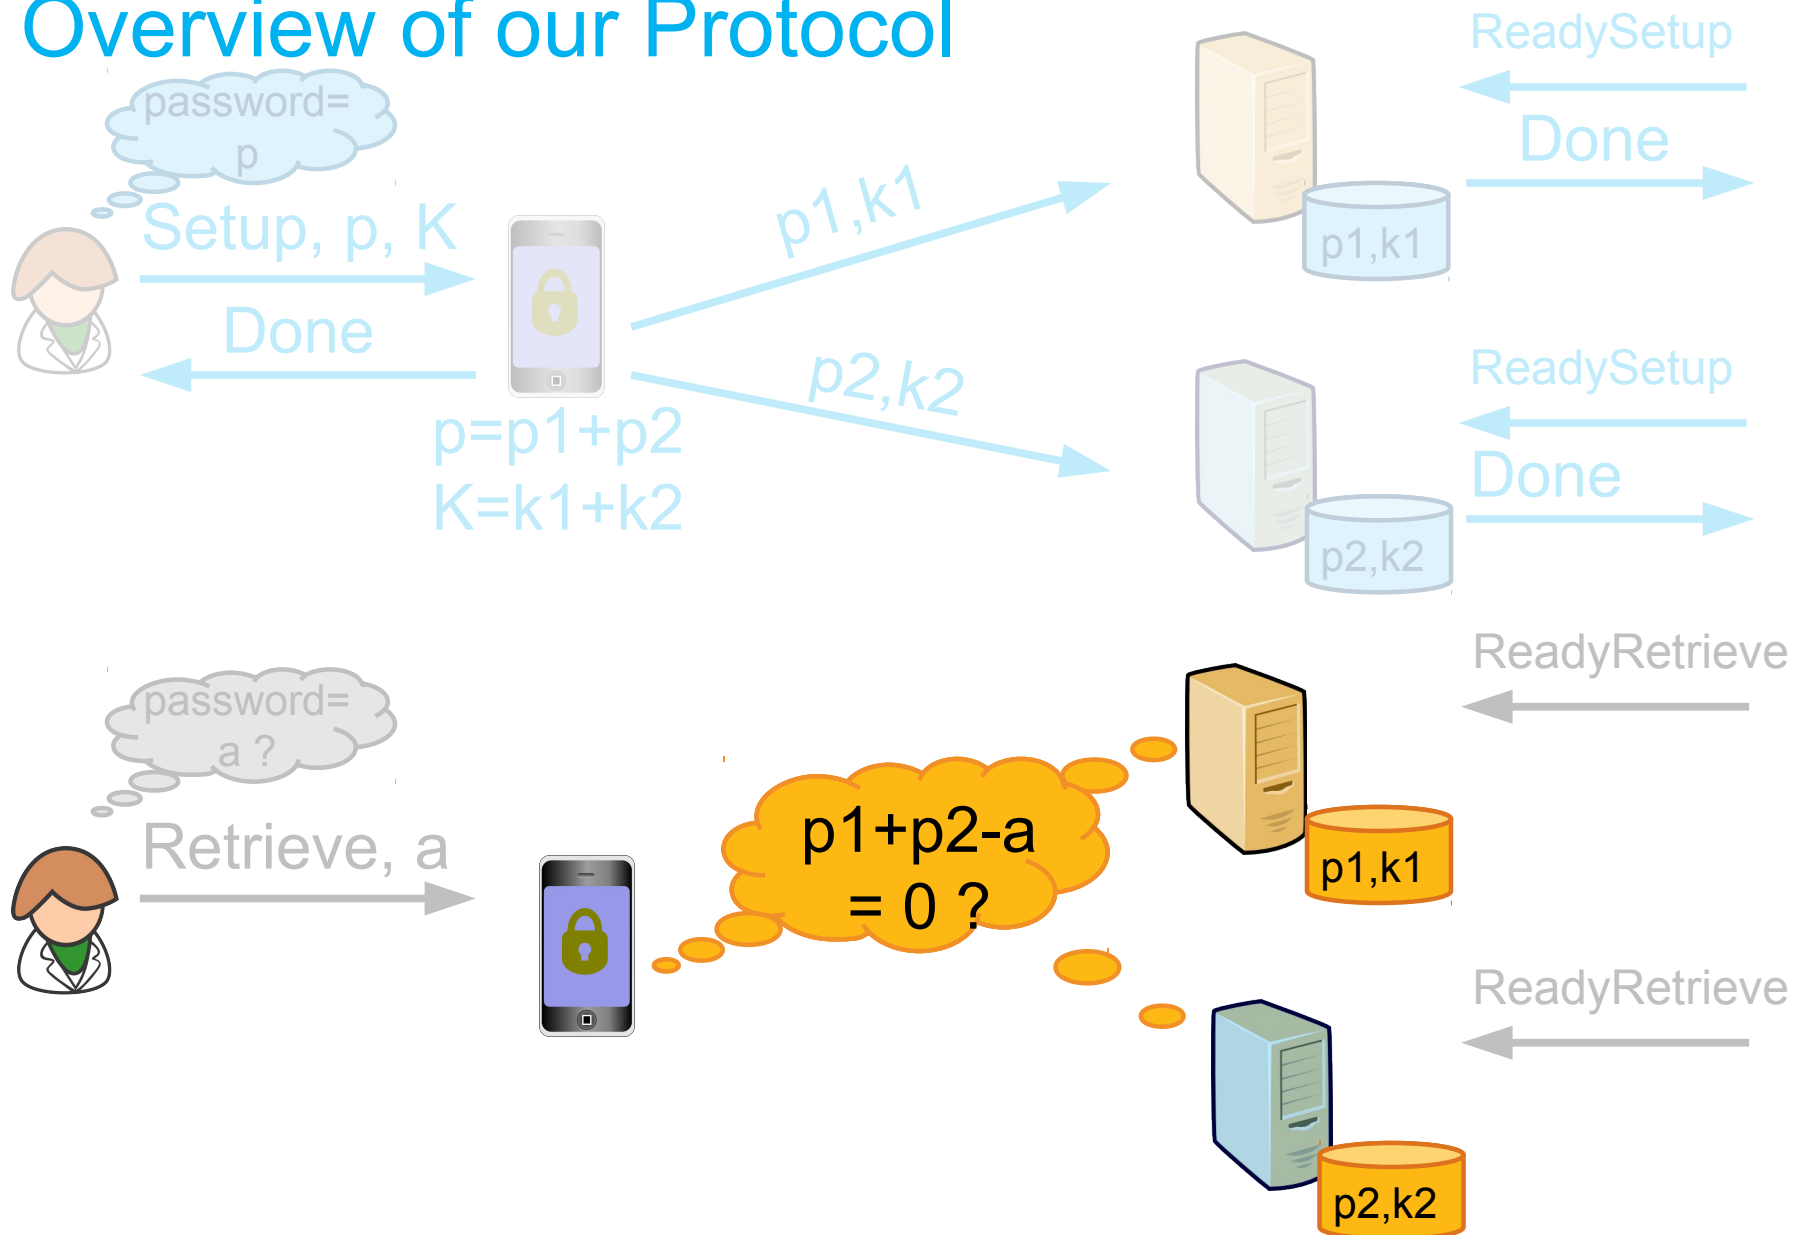 Overview of our Protocol
password=
p
Setup, p, K
Done
p=p1+p2
K=k1+k2
p1,k1
p2,k2
p1,k1
ReadySetup
Done
p2,k2
ReadySetup
Done
password=
a ?
Retrieve, a
p1+p2-a
= 0 ?
p1,k1
ReadyRetrieve
p2,k2
ReadyRetrieve